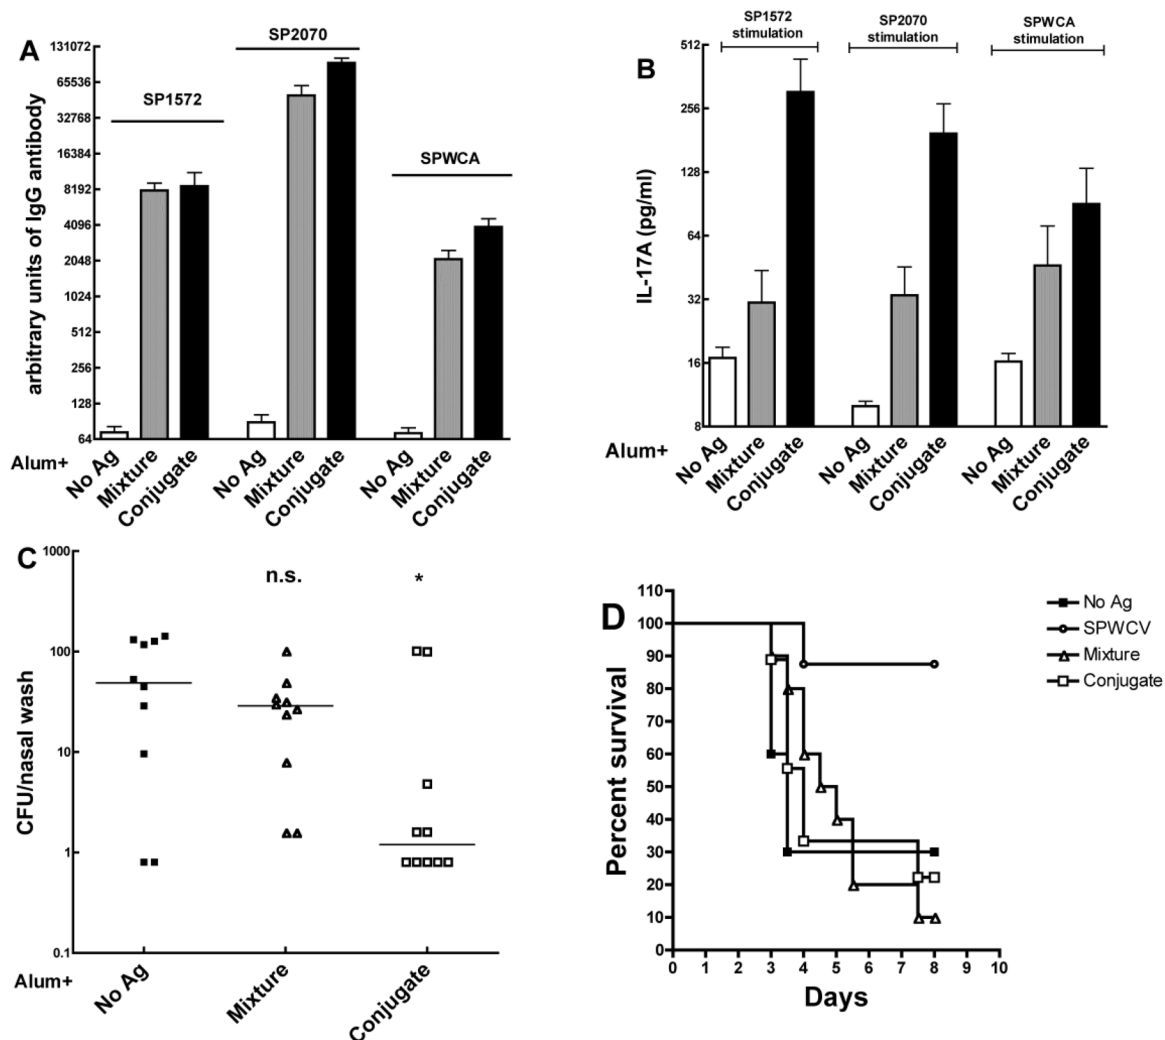 A
arbitrary units of IgG antibody
131072
65536
32768
16384
8192
4096
2048
1024
512
256
128
64
SP1572
SP2070
SPWCA
Alum+
No Ag
Mixture
Conjugate
No Ag
Mixture
Conjugate
No Ag
Mixture
Conjugate
B
IL-17A (pg/ml)
512
256
128
64
32
16
8
SP1572
stimulation
SP2070
stimulation
SPWCA
stimulation
Alum+
No Ag
Mixture
Conjugate
No Ag
Mixture
Conjugate
No Ag
Mixture
Conjugate
C
CFU/nasal wash
1000
100
10
1
0.1
n.s.
*
Alum+
No Ag
Mixture
Conjugate
D
Percent survival
110
100
90
80
70
60
50
40
30
20
10
0
0 1 2 3 4 5 6 7 8 9 10
Days
No Ag
SPWCV
Mixture
Conjugate